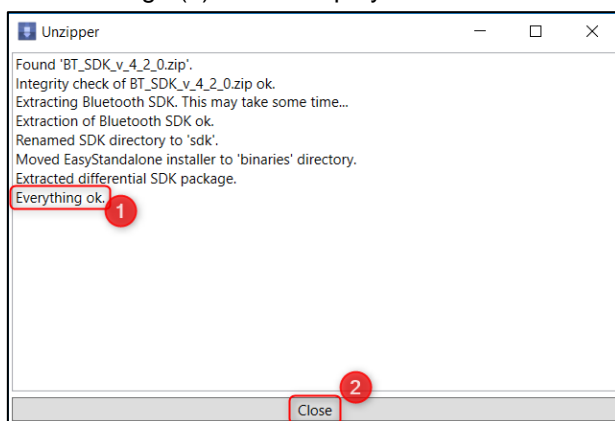 Unzipper
Found 'BT_SDK_v_4_2_0.zip'.
Integrity check of BT_SDK_v_4_2_0.zip ok.
Extracting Bluetooth SDK. This may take some time...
Extraction of Bluetooth SDK ok.
Renamed SDK directory to 'sdk'.
Moved EasyStandalone installer to 'binaries' directory.
Extracted differential SDK package.
Everything ok.
1
2
Close